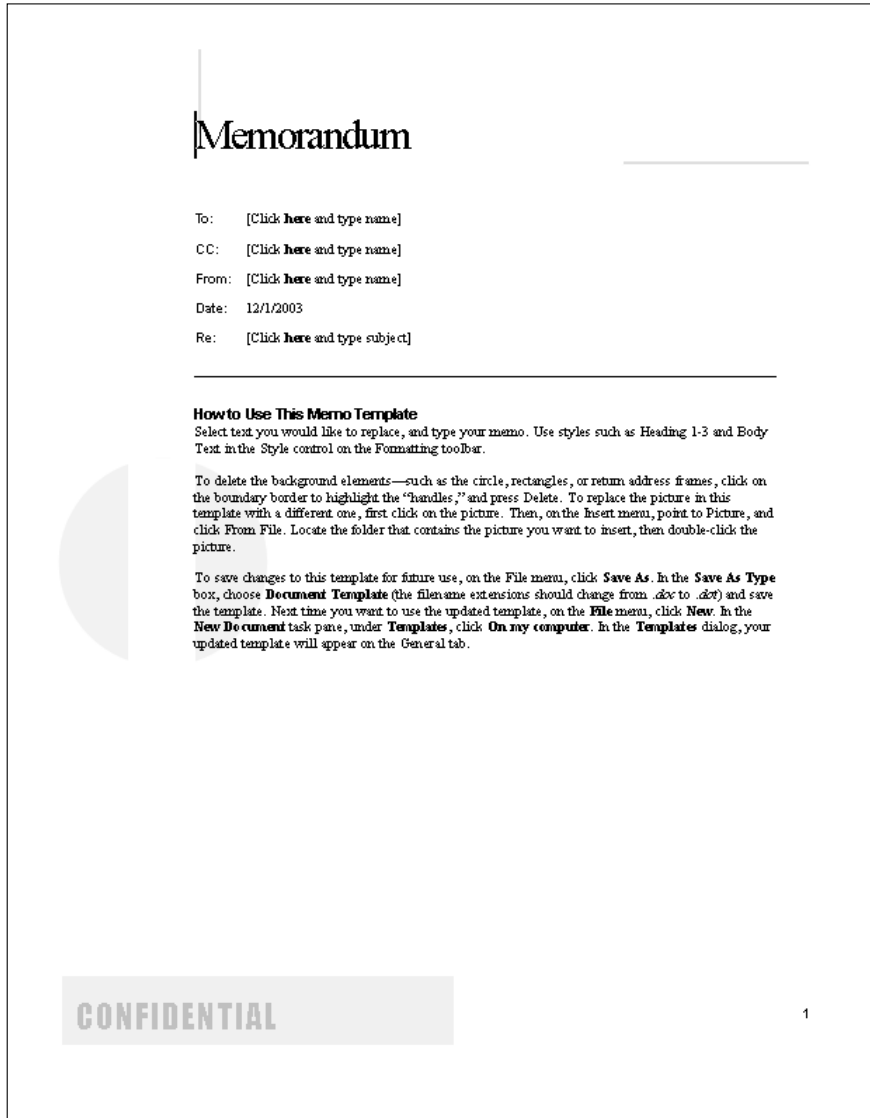 Memorandum
To: [Click here and type name]
CC: [Click here and type name]
From: [Click here and type name]
Date: 12/1/2003
Re: [Click here and type subject]
How to Use This Memo Template
Select text you would like to replace, and type your memo. Use styles such as Heading 1-3 and Body
Text in the Style control on the Formatting toolbar.
To delete the background elements—such as the circle, rectangles, or return address frames, click on
the boundary border to highlight the “handles,” and press Delete. To replace the picture in this
template with a different one, first click on the picture. Then, on the Insert menu, point to Picture, and
click From File. Locate the folder that contains the picture you want to insert, then double-click the
picture.
To save changes to this template for future use, on the File menu, click Save As. In the Save As Type
box, choose Document Template (the filename extensions should change from .doc to .dot) and save
the template. Next time you want to use the updated template, on the File menu, click New. In the
New Document task pane, under Templates, click On my computer. In the Templates dialog, your
updated template will appear on the General tab.
CONFIDENTIAL
1